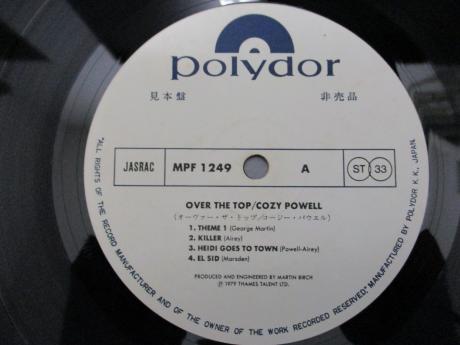 polydor
見本盤 非売品
JASRAC MPF 1249 A ST 33
OVER THE TOP/COZY POWELL
(オーヴァー・ザ・トップ/コージー・パウエル)
1. THEME 1 (George Martin)
2. KILLER (Airey)
3. HEIDI GOES TO TOWN (Powell-Airey)
4. EL SID (Marsden)
PRODUCED AND ENGINEERED BY MARTIN BIRCH
℗ 1979 THAMES TALENT LTD.
"ALL RIGHTS OF THE RECORD MANUFACTURER AND OF THE OWNER OF THE WORK RECORDED RESERVED." MANUFACTURED BY POLYDOR K.K., JAPAN.